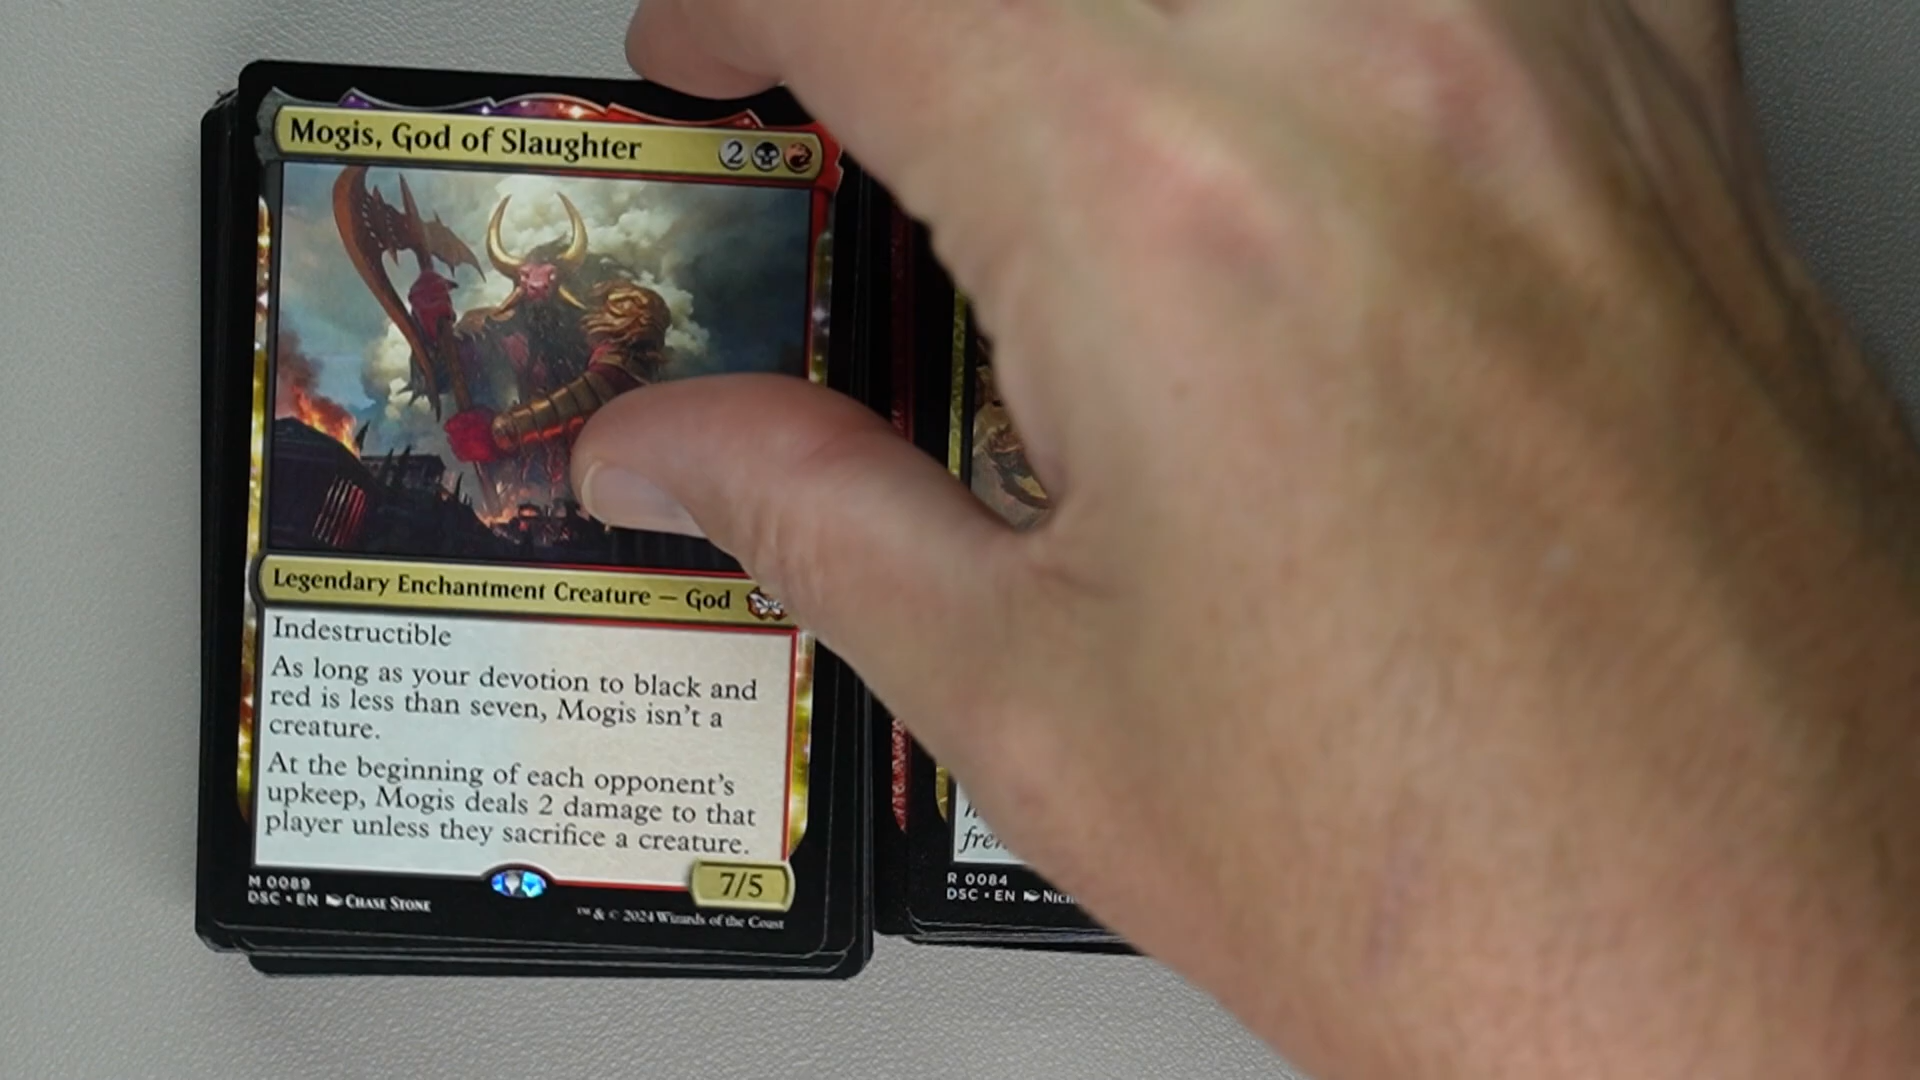 Mogis, God of Slaughter 2
Legendary Enchantment Creature — God
Indestructible
As long as your devotion to black and
red is less than seven, Mogis isn't a
creature.
At the beginning of each opponent's
upkeep, Mogis deals 2 damage to that
player unless they sacrifice a creature.
7/5
M 0089
DSC • EN CHASE STONE
™ & © 2024 Wizards of the Coast
R 0084
DSC • EN